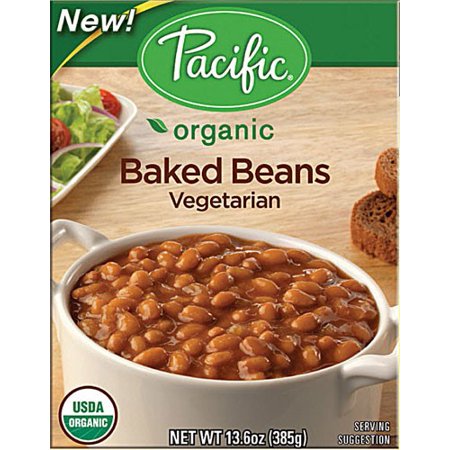 New!
Pacific®
organic
Baked Beans
Vegetarian
USDA
ORGANIC
NET WT 13.6oz (385g)
SERVING
SUGGESTION